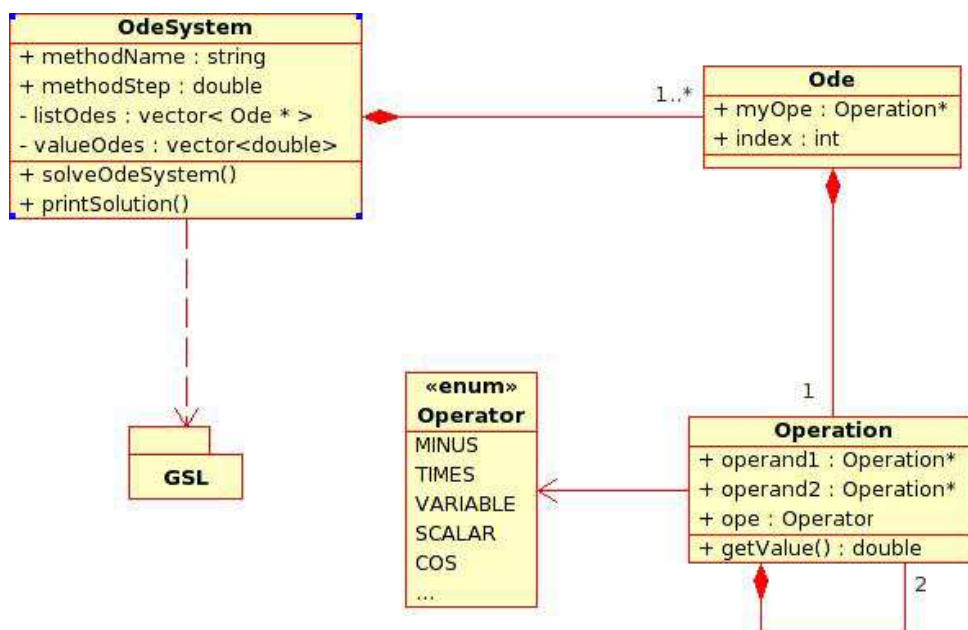 OdeSystem
+ methodName : string
+ methodStep : double
- listOdes : vector< Ode * >
- valueOdes : vector<double>
+ solveOdeSystem()
+ printSolution()
1..*
Ode
+ myOpe : Operation*
+ index : int
1
GSL
«enum»
Operator
MINUS
TIMES
VARIABLE
SCALAR
COS
...
Operation
+ operand1 : Operation*
+ operand2 : Operation*
+ ope : Operator
+ getValue() : double
2